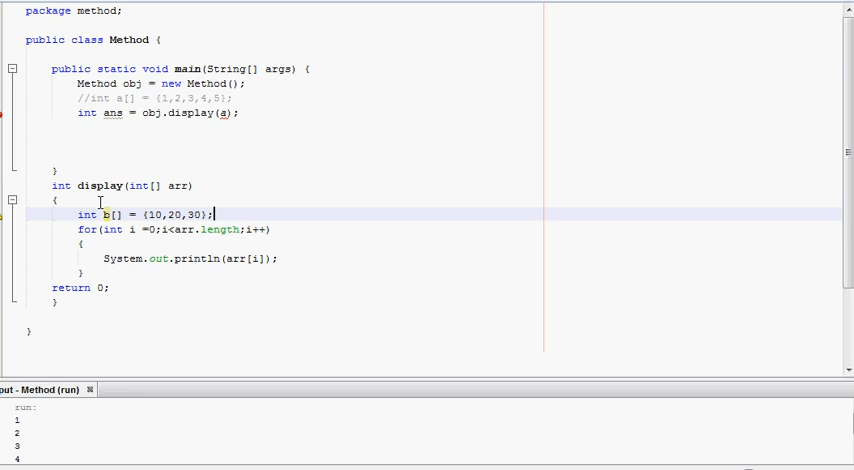 package method;
public class Method {
public static void main(String[] args) {
Method obj = new Method();
//int a[] = {1,2,3,4,5};
int ans = obj.display(a);
}
int display(int[] arr)
{
int b[] = {10,20,30};
for(int i =0;i<arr.length;i++)
{
System.out.println(arr[i]);
}
return 0;
}
}
put - Method (run)
run:
1
2
3
4